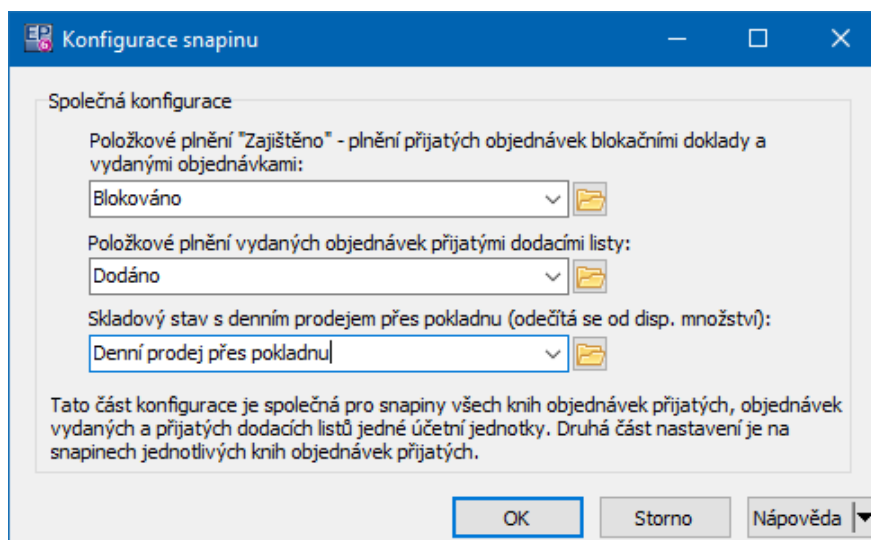 Konfigurace snapinu
Společná konfigurace
Položkové plnění "Zajištěno" - plnění přijatých objednávek blokačními doklady a
vydanými objednávkami:
Blokováno
Položkové plnění vydaných objednávek přijatými dodacími listy:
Dodáno
Skladový stav s denním prodejem přes pokladnu (odečítá se od disp. množství):
Denní prodej přes pokladnu
Tato část konfigurace je společná pro snapiny všech knih objednávek přijatých, objednávek
vydaných a přijatých dodacích listů jedné účetní jednotky. Druhá část nastavení je na
snapinech jednotlivých knih objednávek přijatých.
OK
Storno
Nápověda